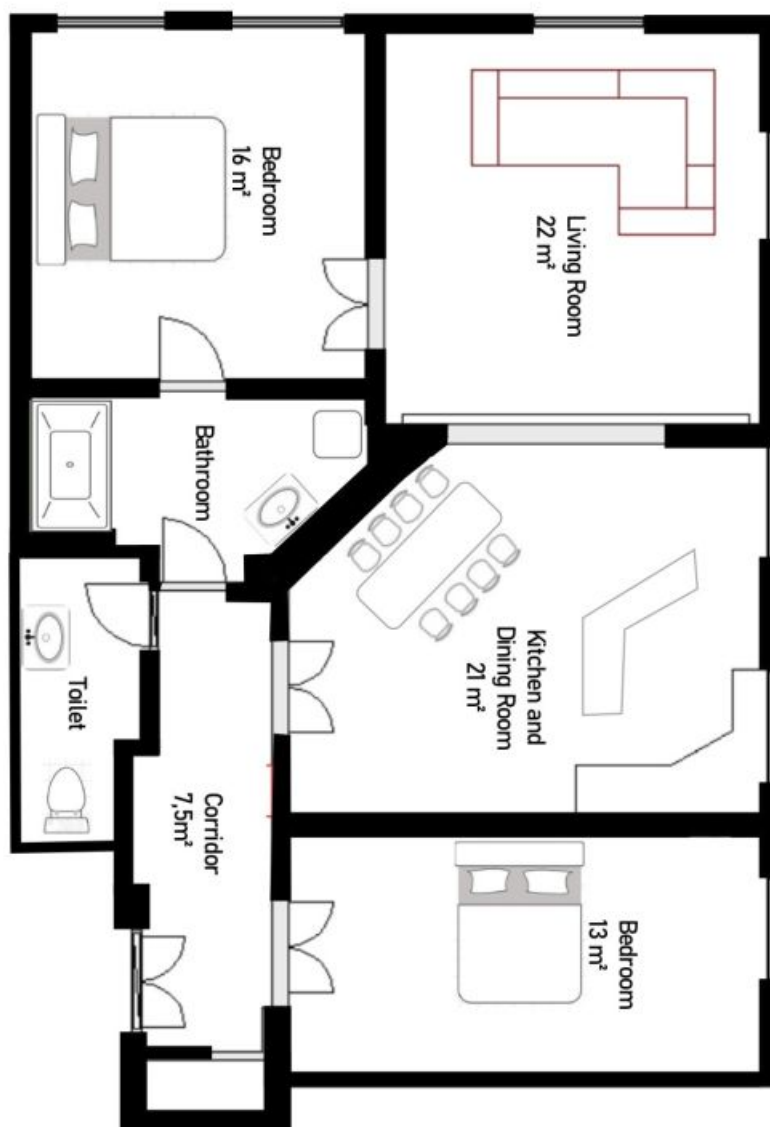 Bedroom
16 m²
Living Room
22 m²
Bathroom
Kitchen and
Dining Room
21 m²
Toilet
Corridor
7,5m²
Bedroom
13 m²